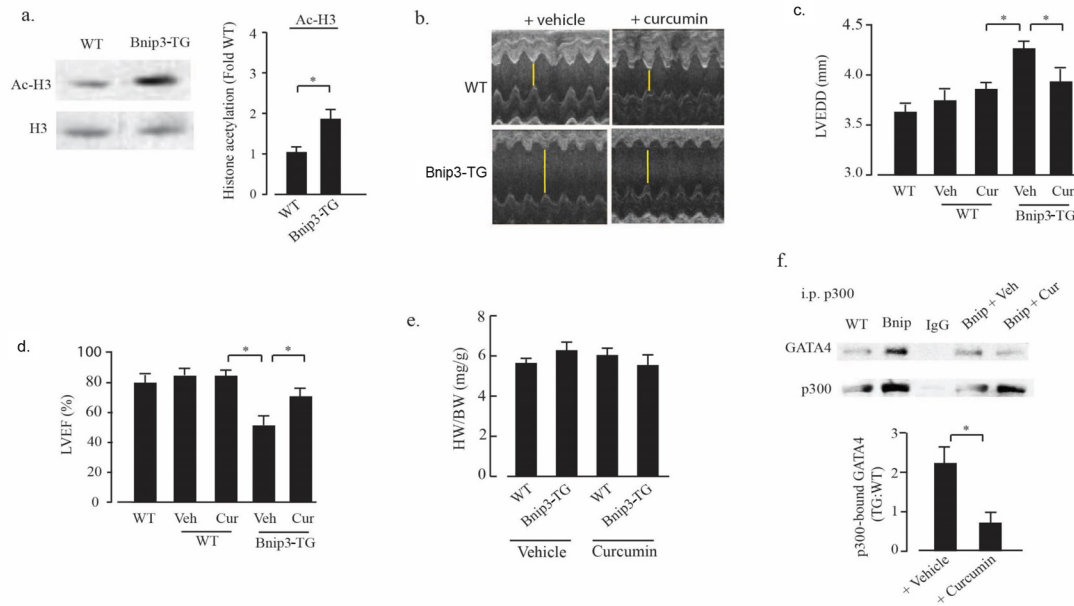 a.
WT Bnip3-TG
Ac-H3
H3
Ac-H3
Histone acetylation (Fold WT)
4
3
2
1
0
*
WT
Bnip3-TG
b.
+ vehicle + curcumin
WT
Bnip3-TG
c.
LVEDD (mm)
4.5
4.0
3.5
3.0
* *
WT Veh Cur Veh Cur
WT Bnip3-TG
d.
LVEF (%)
100
80
60
40
20
0
* *
WT Veh Cur Veh Cur
WT Bnip3-TG
e.
HW/BW (mg/g)
8
6
4
2
0
WT
Bnip3-TG
WT
Bnip3-TG
Vehicle Curcumin
f.
i.p. p300
WT Bnip IgG Bnip + Veh Bnip + Cur
GATA4
p300
p300-bound GATA4
(TG:WT)
3
2
1
0
*
+ Vehicle
+ Curcumin